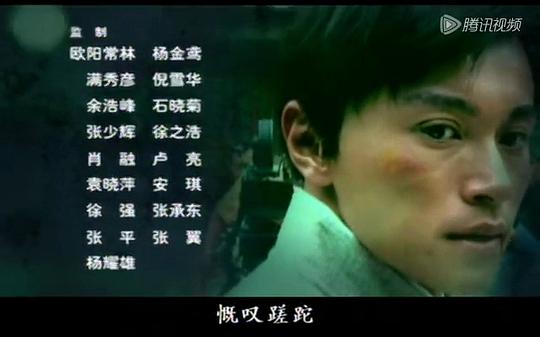 腾讯视频
监 制
欧阳常林 杨金鸢
满秀彦 倪雪华
余浩峰 石晓菊
张少辉 徐之浩
肖 融 卢 亮
袁晓萍 安 琪
徐 强 张承东
张 平 张 翼
杨耀雄
慨叹蹉跎